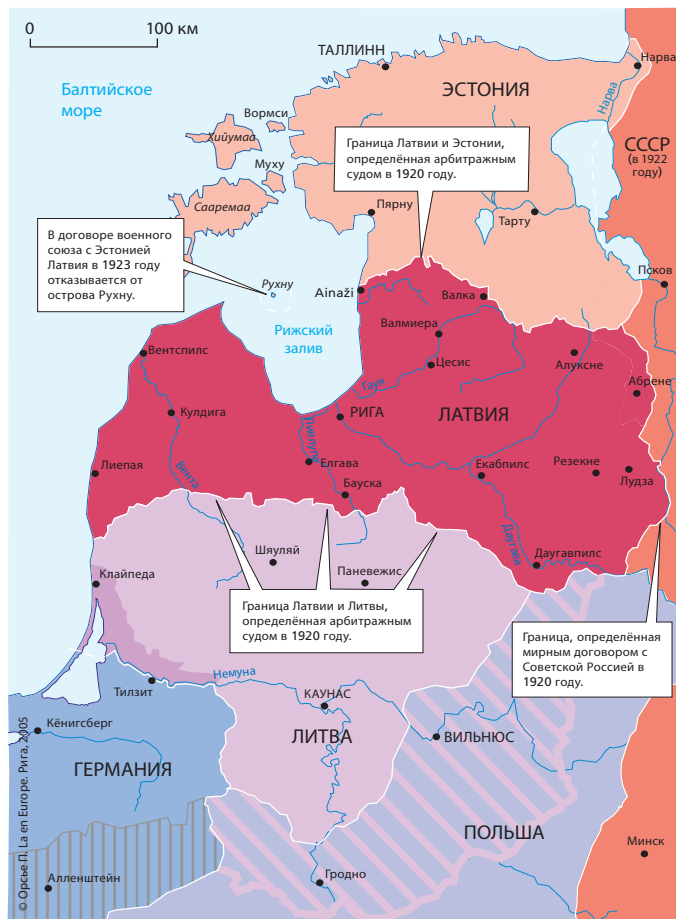 0 100 км
ТАЛЛИНН
Нарва
Балтийское
море
ЭСТОНИЯ
Нарва
Вормси
Хийумаа
СССР
(в 1922
году)
Граница Латвии и Эстонии,
определённая арбитражным
судом в 1920 году.
Муху
Сааремаа
Пярну
Тарту
В договоре военного
союза с Эстонией
Латвия в 1923 году
отказывается от
острова Рухну.
Рухну
Псков
Ainaži
Валка
Рижский
залив
Валмиера
Вентспилс
Цесис
Алуксне
Гауя
Абрене
Кулдига
РИГА
ЛАТВИЯ
Лиелупе
Лиепая
Вента
Елгава
Екабпилс
Резекне
Лудза
Бауска
Даугава
Шяуляй
Даугавпилс
Клайпеда
Паневежис
Граница Латвии и Литвы,
определённая арбитражным
судом в 1920 году.
Граница, определённая
мирным договором с
Советской Россией в
1920 году.
Немуна
Тилзит
КАУНАС
Кёнигсберг
ЛИТВА
ВИЛЬНЮС
ГЕРМАНИЯ
ПОЛЬША
Минск
Алленштейн
Гродно
© Орсье П. La en Europe. Рига, 2005